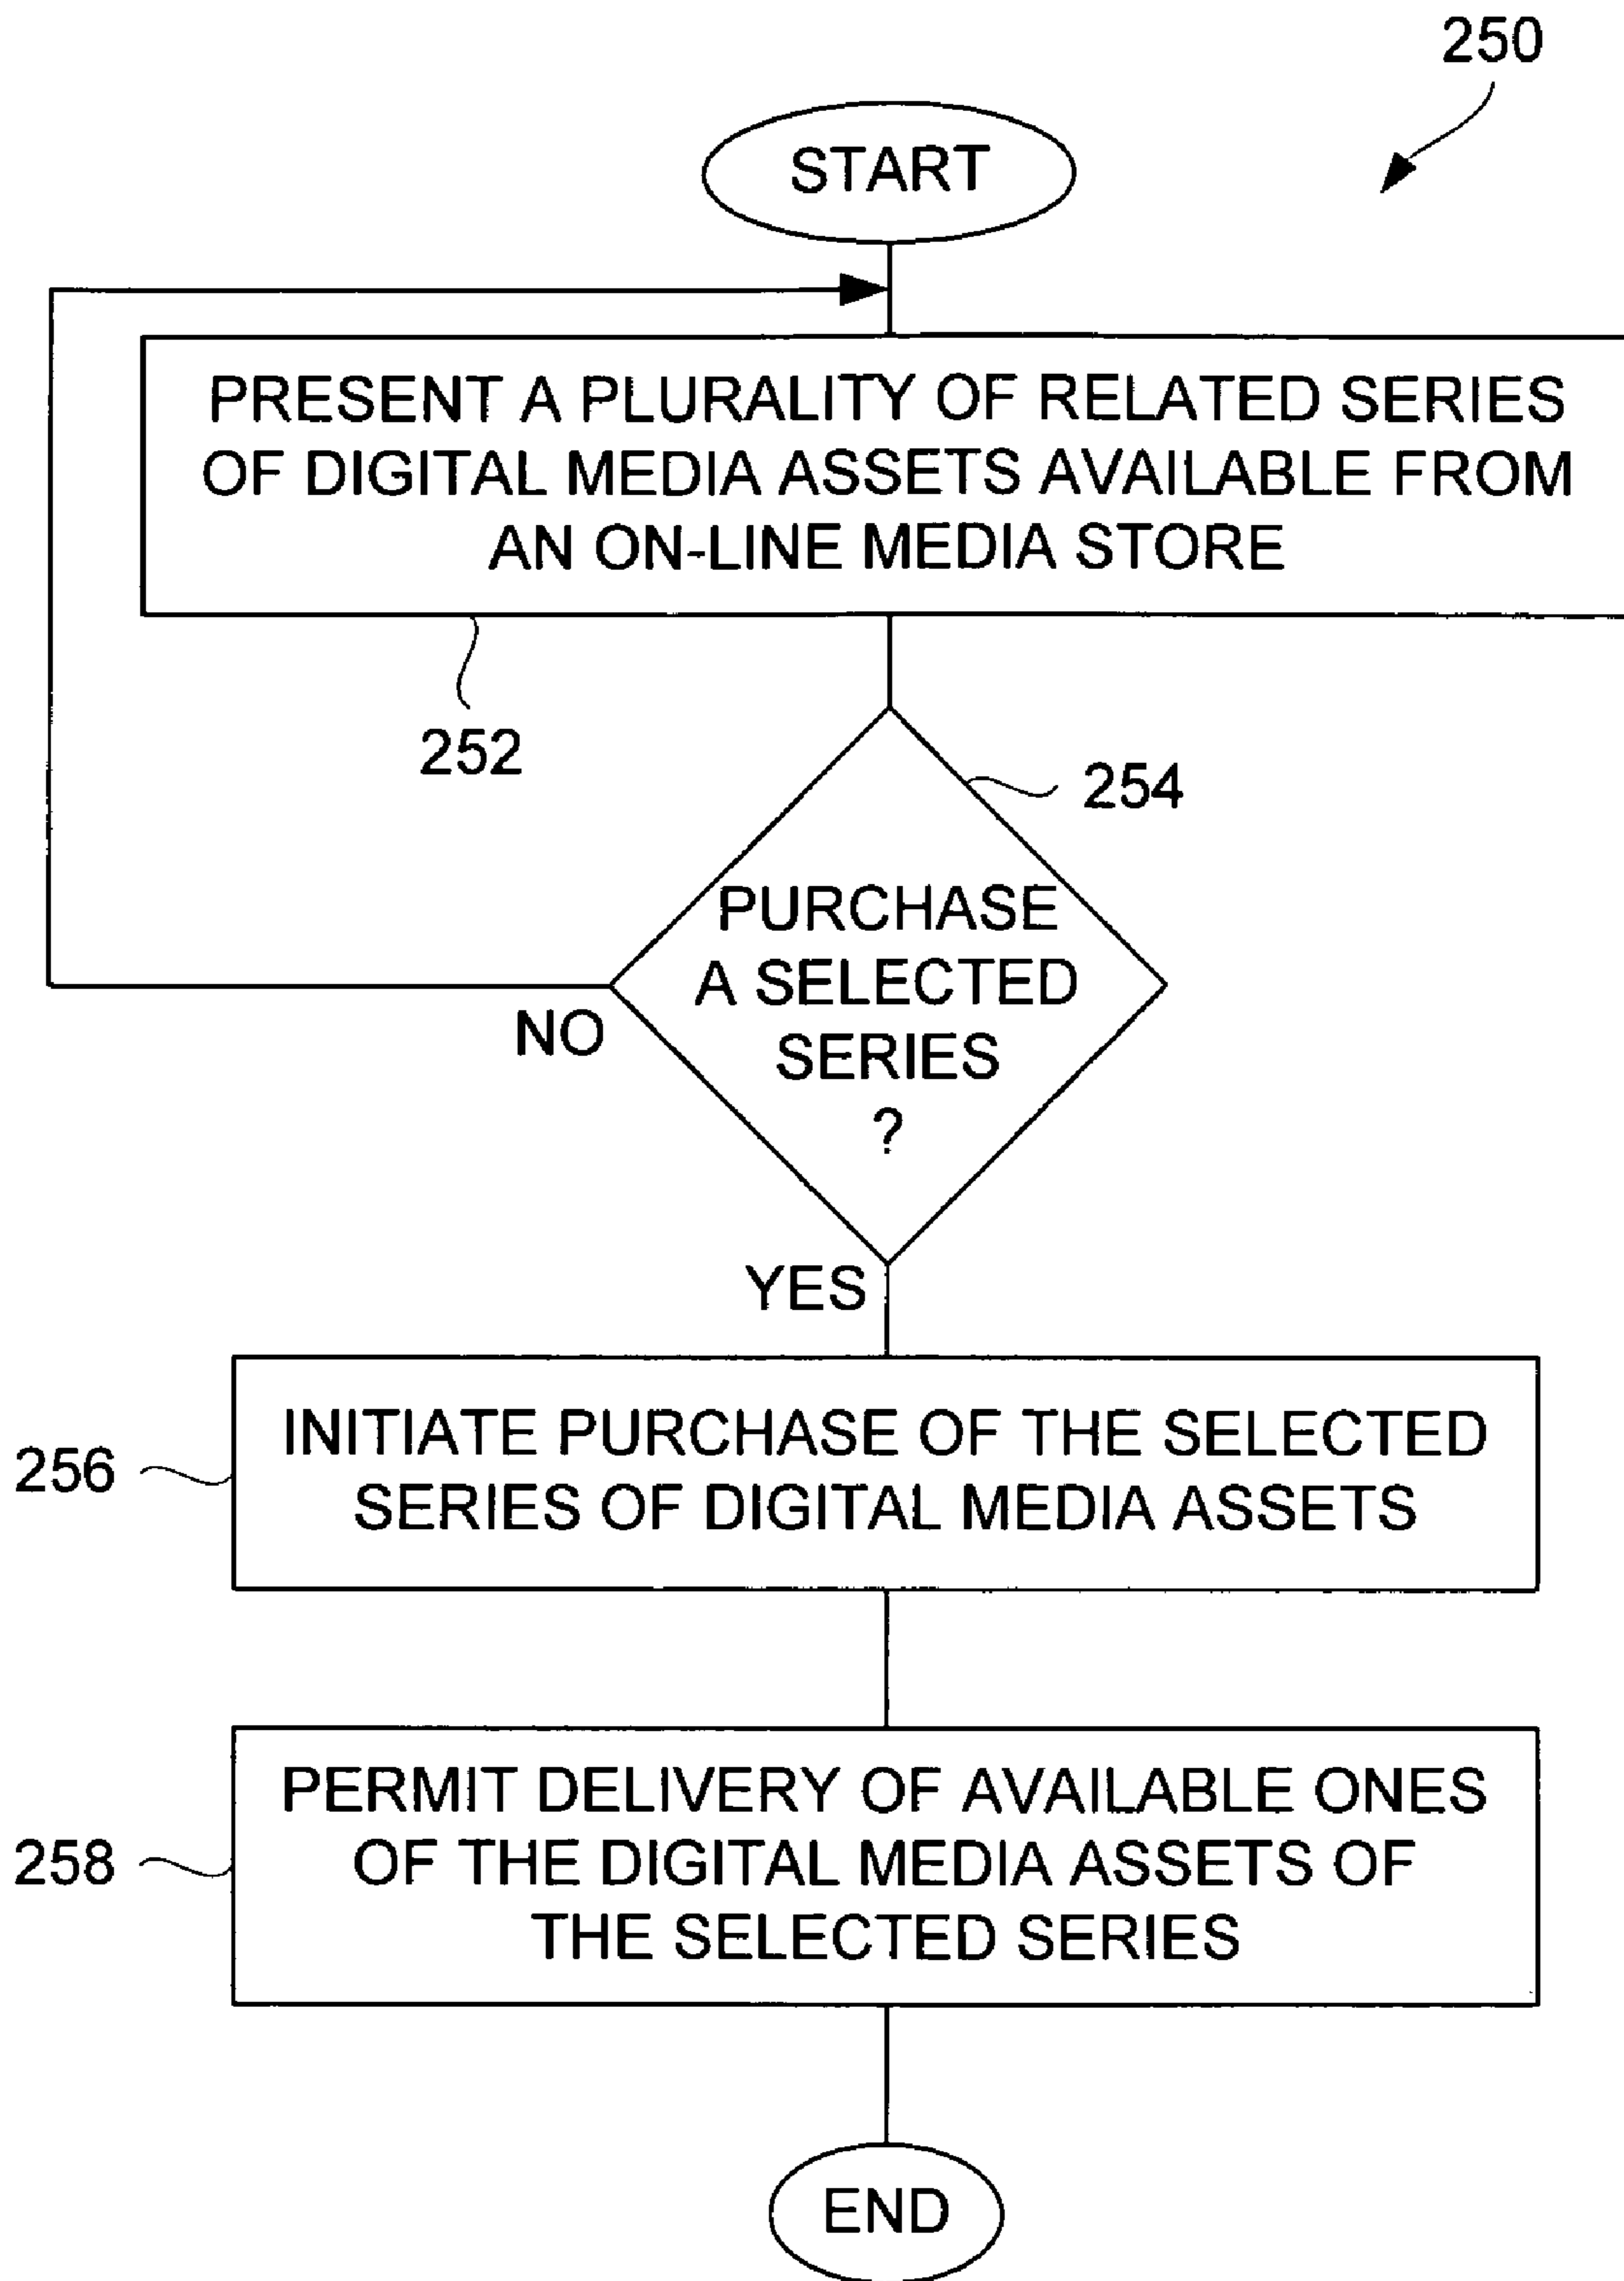 250
START
PRESENT A PLURALITY OF RELATED SERIES
OF DIGITAL MEDIA ASSETS AVAILABLE FROM
AN ON-LINE MEDIA STORE
252
254
PURCHASE
A SELECTED
SERIES
?
NO
YES
256
INITIATE PURCHASE OF THE SELECTED
SERIES OF DIGITAL MEDIA ASSETS
258
PERMIT DELIVERY OF AVAILABLE ONES
OF THE DIGITAL MEDIA ASSETS OF
THE SELECTED SERIES
END